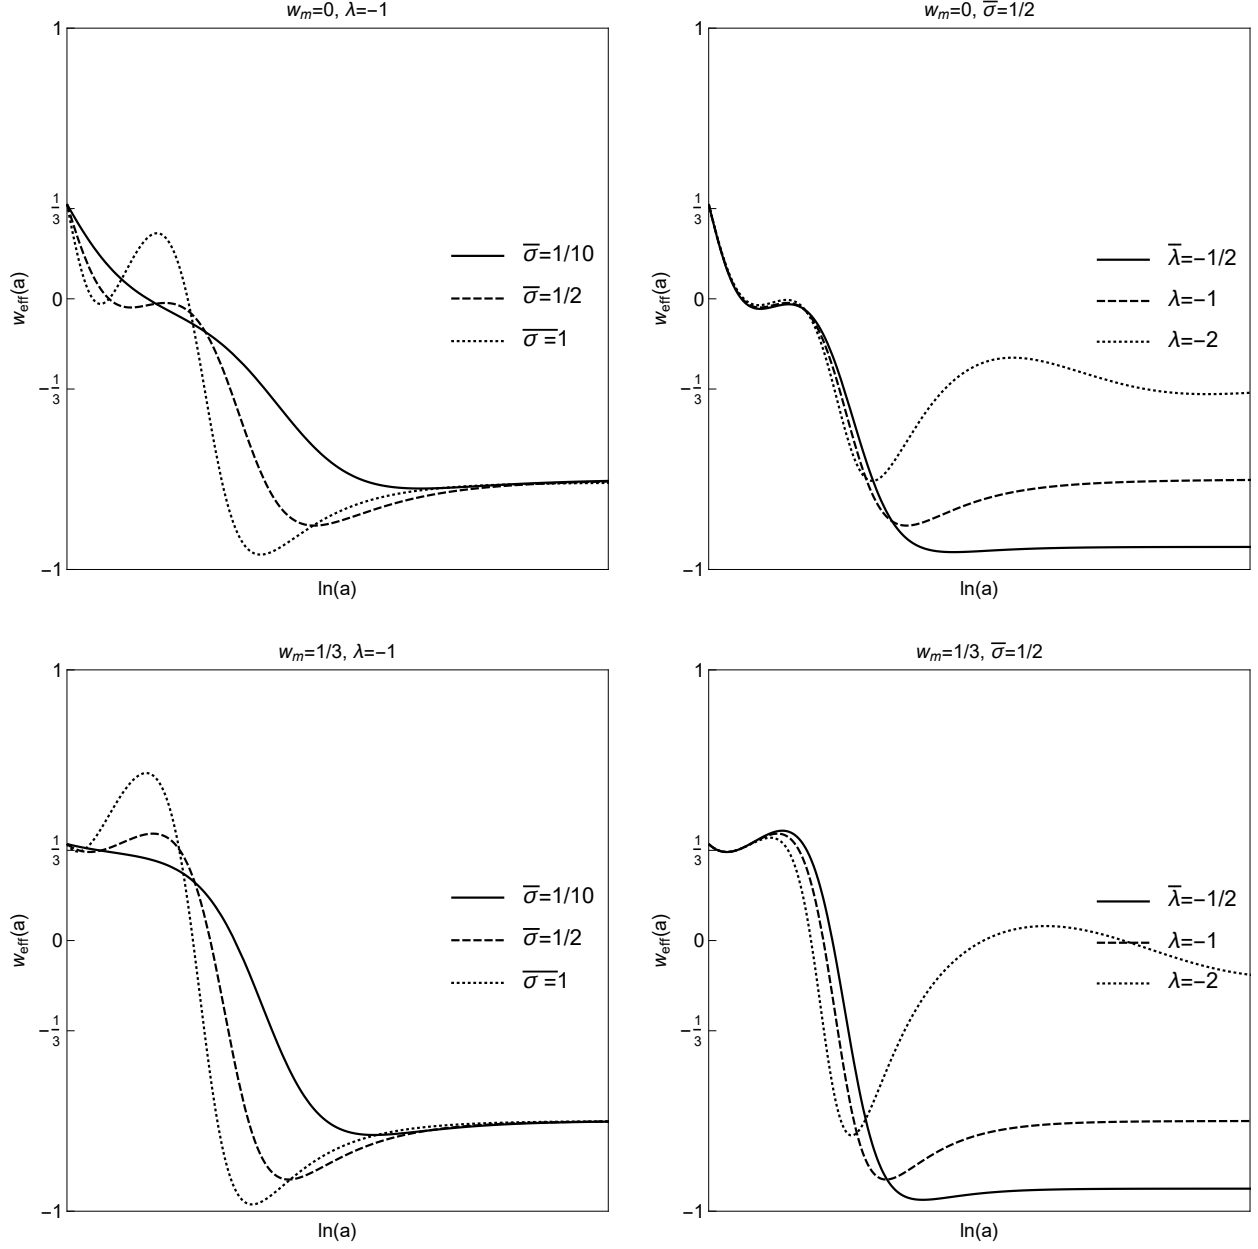 w_m=0, λ=−1
1
1/3
0
−1/3
−1
w_eff(a)
σ̅=1/10
σ̅=1/2
σ̅=1
ln(a)
w_m=0, σ̅=1/2
1
1/3
0
−1/3
−1
w_eff(a)
λ̅=−1/2
λ=−1
λ=−2
ln(a)
w_m=1/3, λ=−1
1
1/3
0
−1/3
−1
w_eff(a)
σ̅=1/10
σ̅=1/2
σ̅=1
ln(a)
w_m=1/3, σ̅=1/2
1
1/3
0
−1/3
−1
w_eff(a)
λ̅=−1/2
λ=−1
λ=−2
ln(a)